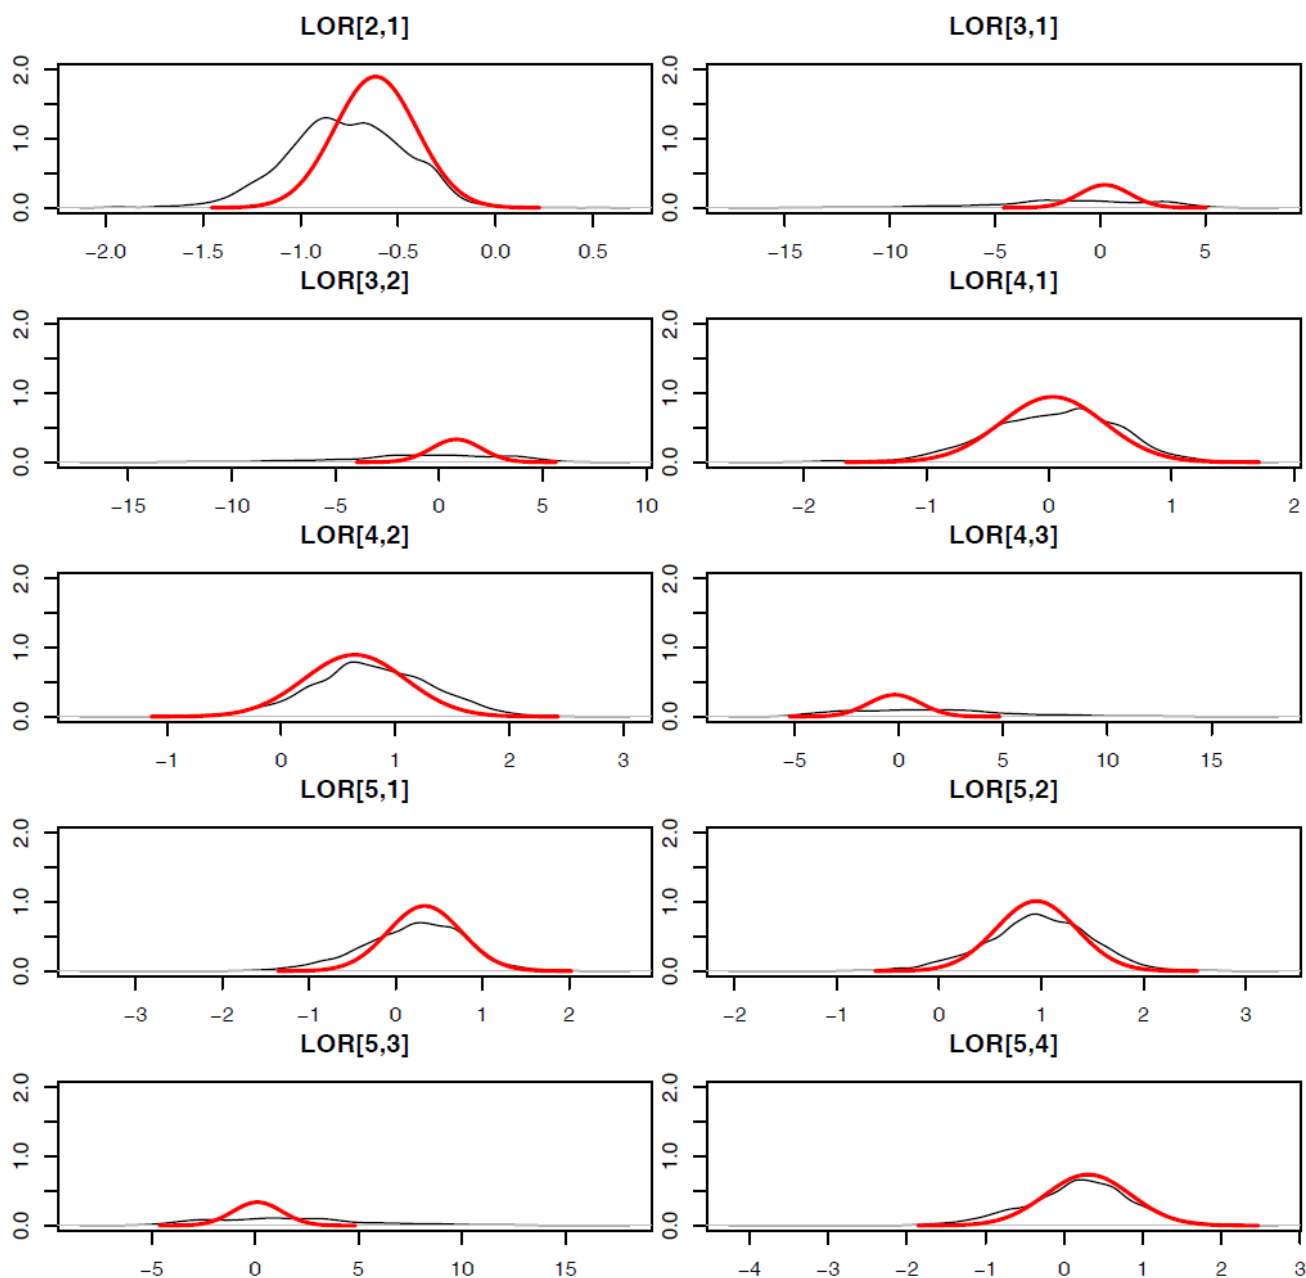 LOR[2,1] LOR[3,1]
0.0 1.0 2.0 0.0 1.0 2.0
−2.0 −1.5 −1.0 −0.5 0.0 0.5 −15 −10 −5 0 5
LOR[3,2] LOR[4,1]
0.0 1.0 2.0 0.0 1.0 2.0
−15 −10 −5 0 5 10 −2 −1 0 1 2
LOR[4,2] LOR[4,3]
0.0 1.0 2.0 0.0 1.0 2.0
−1 0 1 2 3 −5 0 5 10 15
LOR[5,1] LOR[5,2]
0.0 1.0 2.0 0.0 1.0 2.0
−3 −2 −1 0 1 2 −2 −1 0 1 2 3
LOR[5,3] LOR[5,4]
0.0 1.0 2.0 0.0 1.0 2.0
−5 0 5 10 15 −4 −3 −2 −1 0 1 2 3